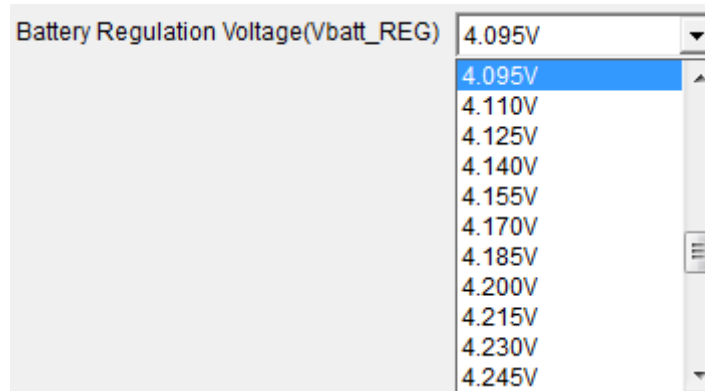 Battery Regulation Voltage(Vbatt_REG) 4.095V
4.095V
4.110V
4.125V
4.140V
4.155V
4.170V
4.185V
4.200V
4.215V
4.230V
4.245V